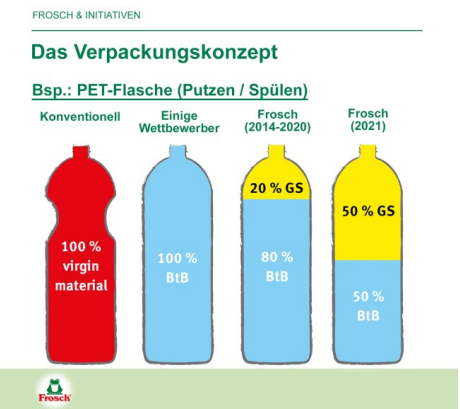 FROSCH & INITIATIVEN
Das Verpackungskonzept
Bsp.: PET-Flasche (Putzen / Spülen)
Konventionell
Einige
Wettbewerber
Frosch
(2014-2020)
Frosch
(2021)
100 %
virgin
material
100 %
BtB
20 % GS
80 %
BtB
50 % GS
50 %
BtB
Frosch